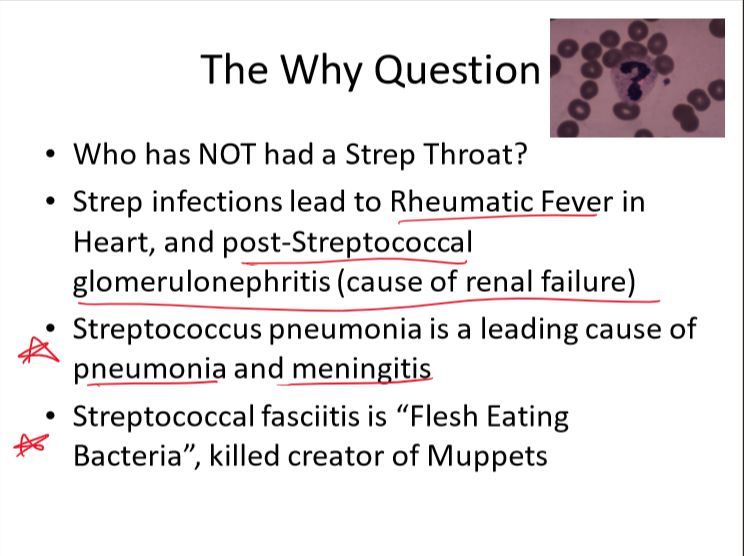 The Why Question
• Who has NOT had a Strep Throat?
• Strep infections lead to Rheumatic Fever in
Heart, and post-Streptococcal
glomerulonephritis (cause of renal failure)
• Streptococcus pneumonia is a leading cause of
pneumonia and meningitis
• Streptococcal fasciitis is “Flesh Eating
Bacteria”, killed creator of Muppets